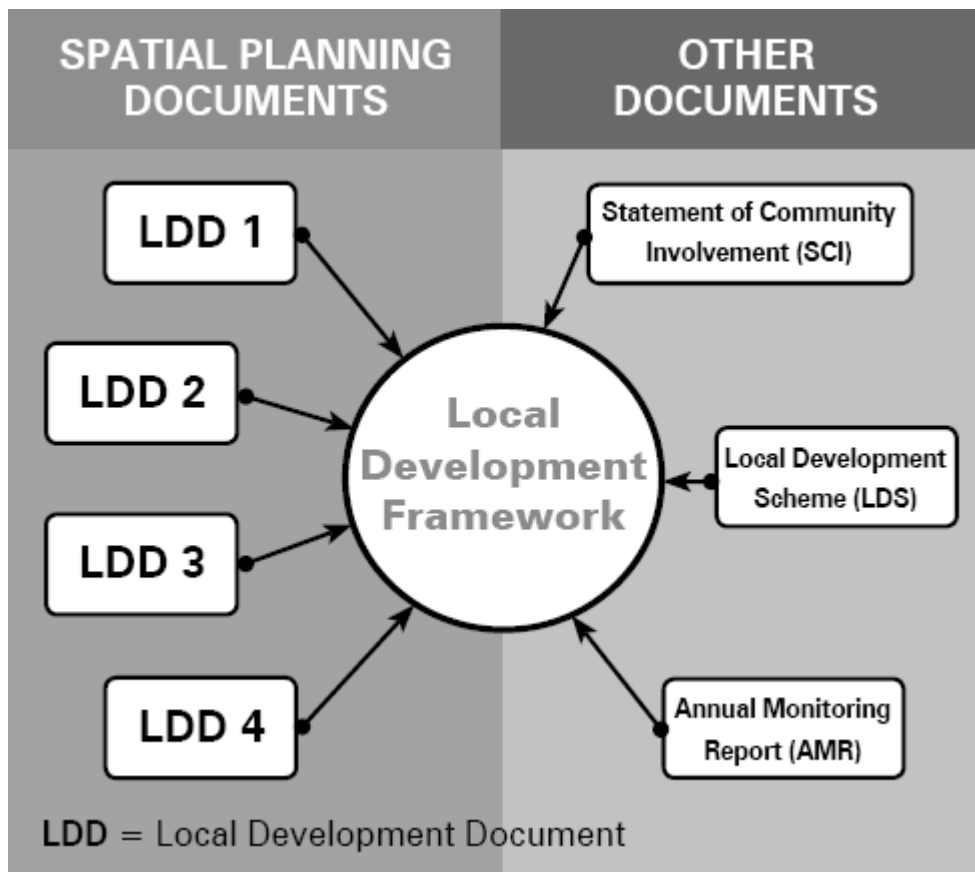 SPATIAL PLANNING
DOCUMENTS
OTHER
DOCUMENTS
LDD 1
LDD 2
LDD 3
LDD 4
Local
Development
Framework
Statement of Community
Involvement (SCI)
Local Development
Scheme (LDS)
Annual Monitoring
Report (AMR)
LDD = Local Development Document